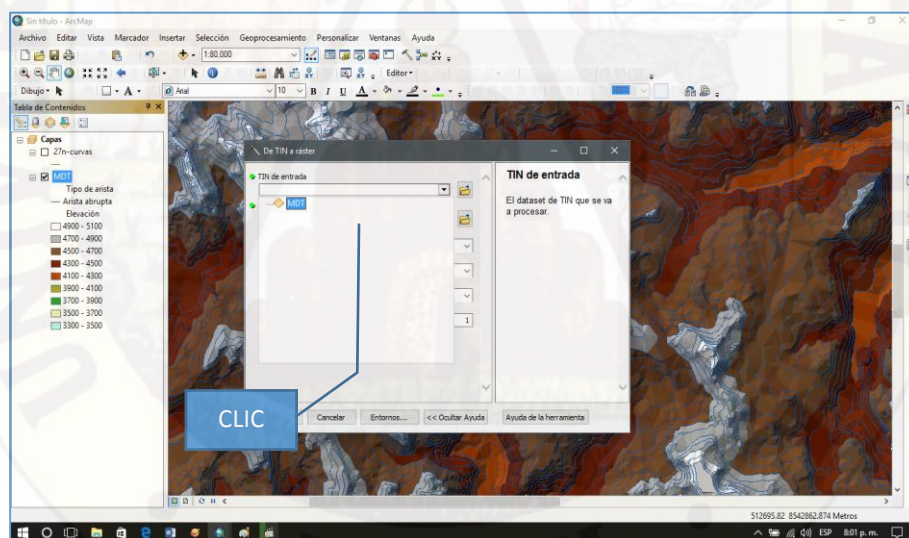 Sin título - ArcMap
Archivo Editar Vista Marcador Insertar Selección Geoprocesamiento Personalizar Ventanas Ayuda
1:80.000
Editor
Dibujo A Arial 10 B I U A
Tabla de Contenidos
Capas
27n-curvas
MDT
Tipo de arista
Arista abrupta
Elevación
4900 - 5100
4700 - 4900
4500 - 4700
4300 - 4500
4100 - 4300
3900 - 4100
3700 - 3900
3500 - 3700
3300 - 3500
De TIN a ráster
TIN de entrada
MDT
1
Cancelar Entornos... << Ocultar Ayuda
TIN de entrada
El dataset de TIN que se va
a procesar.
Ayuda de la herramienta
CLIC
512695.82 8542862.874 Metros
ESP 8:01 p. m.